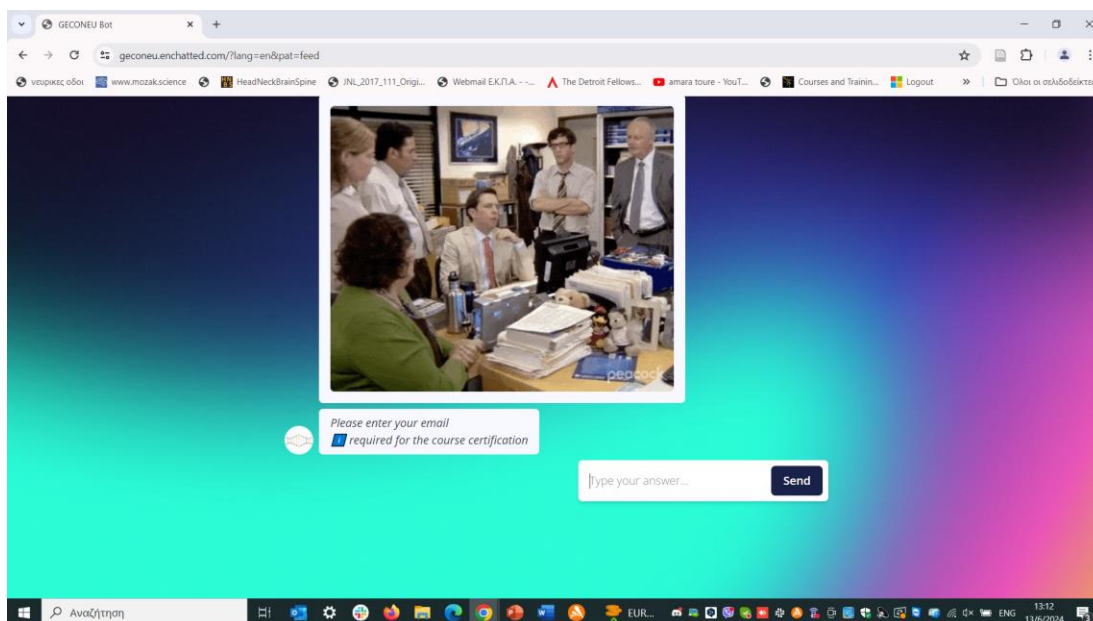 GECONEU Bot
geconeu.enchatted.com/?lang=en&pat=feed
νευρικες οδοι www.mozak.science HeadNeckBrainSpine JNL_2017_111_Origi... Webmail Ε.Κ.Π.Α. - -... The Detroit Fellows... amara toure - YouT... Courses and Trainin... Logout » Όλοι οι σελιδοδείκτες
peacock
Please enter your email
i required for the course certification
Type your answer...
Send
Αναζήτηση EUR... ENG 13:12
13/6/2024